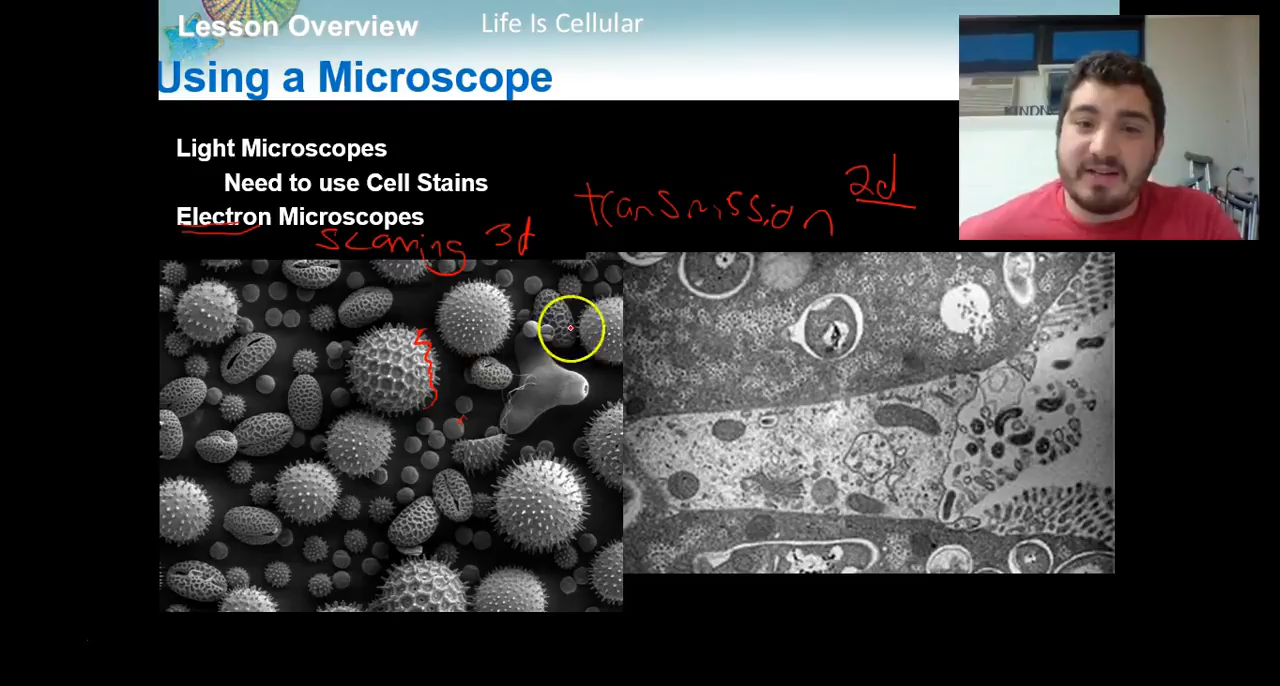 Lesson Overview
Life Is Cellular
Using a Microscope
KINDN
Light Microscopes
Need to use Cell Stains
Electron Microscopes
transmission 2d
scanning 3d